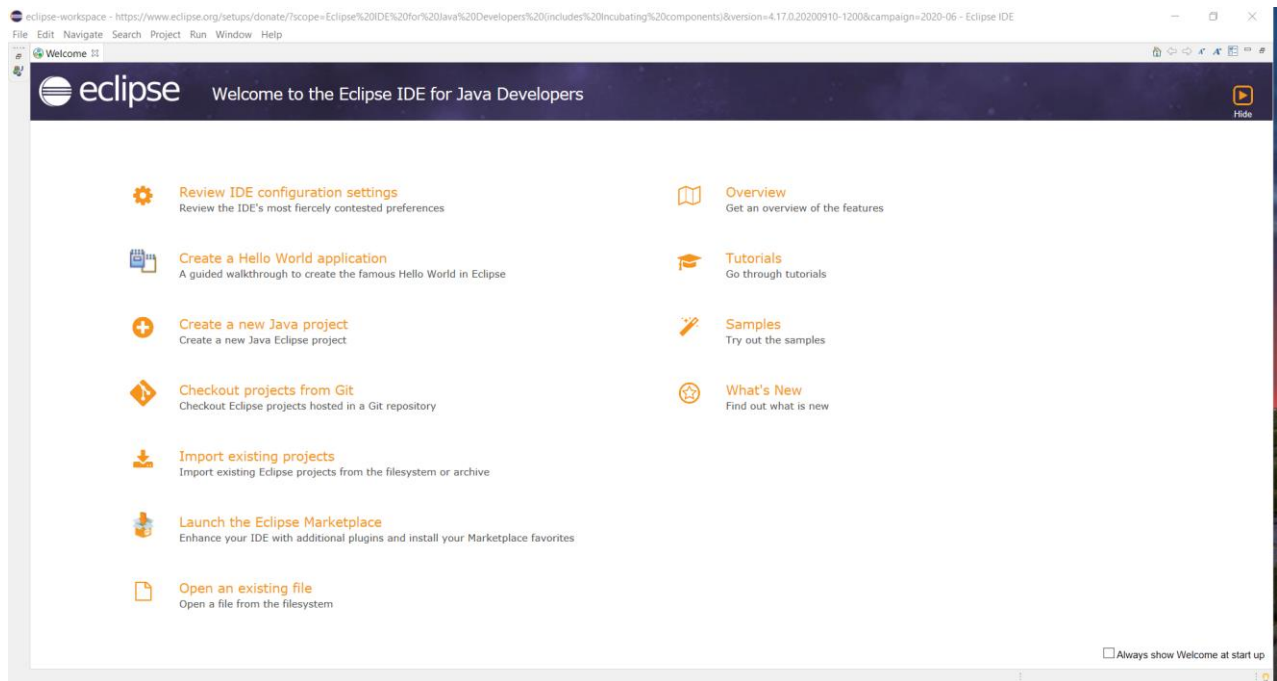 eclipse-workspace - https://www.eclipse.org/setups/donate/?scope=Eclipse%20IDE%20for%20Java%20Developers%20(includes%20Incubating%20components)&version=4.17.0.20200910-1200&campaign=2020-06 - Eclipse IDE
File Edit Navigate Search Project Run Window Help
Welcome
eclipse Welcome to the Eclipse IDE for Java Developers
Hide
Review IDE configuration settings
Review the IDE's most fiercely contested preferences
Create a Hello World application
A guided walkthrough to create the famous Hello World in Eclipse
Create a new Java project
Create a new Java Eclipse project
Checkout projects from Git
Checkout Eclipse projects hosted in a Git repository
Import existing projects
Import existing Eclipse projects from the filesystem or archive
Launch the Eclipse Marketplace
Enhance your IDE with additional plugins and install your Marketplace favorites
Open an existing file
Open a file from the filesystem
Overview
Get an overview of the features
Tutorials
Go through tutorials
Samples
Try out the samples
What's New
Find out what is new
Always show Welcome at start up